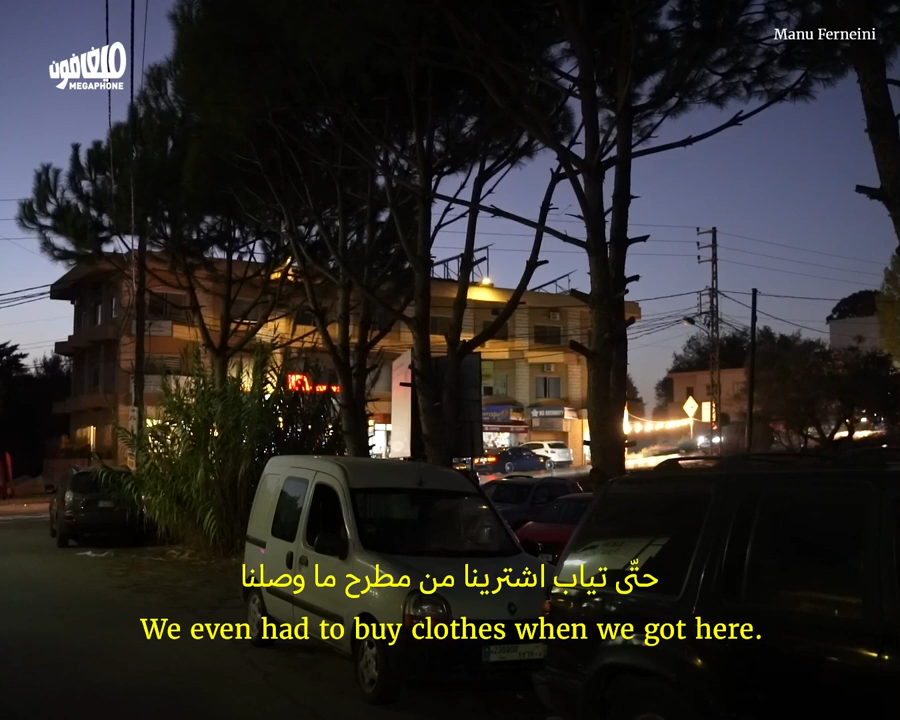 Manu Ferneini
ميغافون
MEGAPHONE
حتّى تياب اشترينا من مطرح ما وصلنا
We even had to buy clothes when we got here.